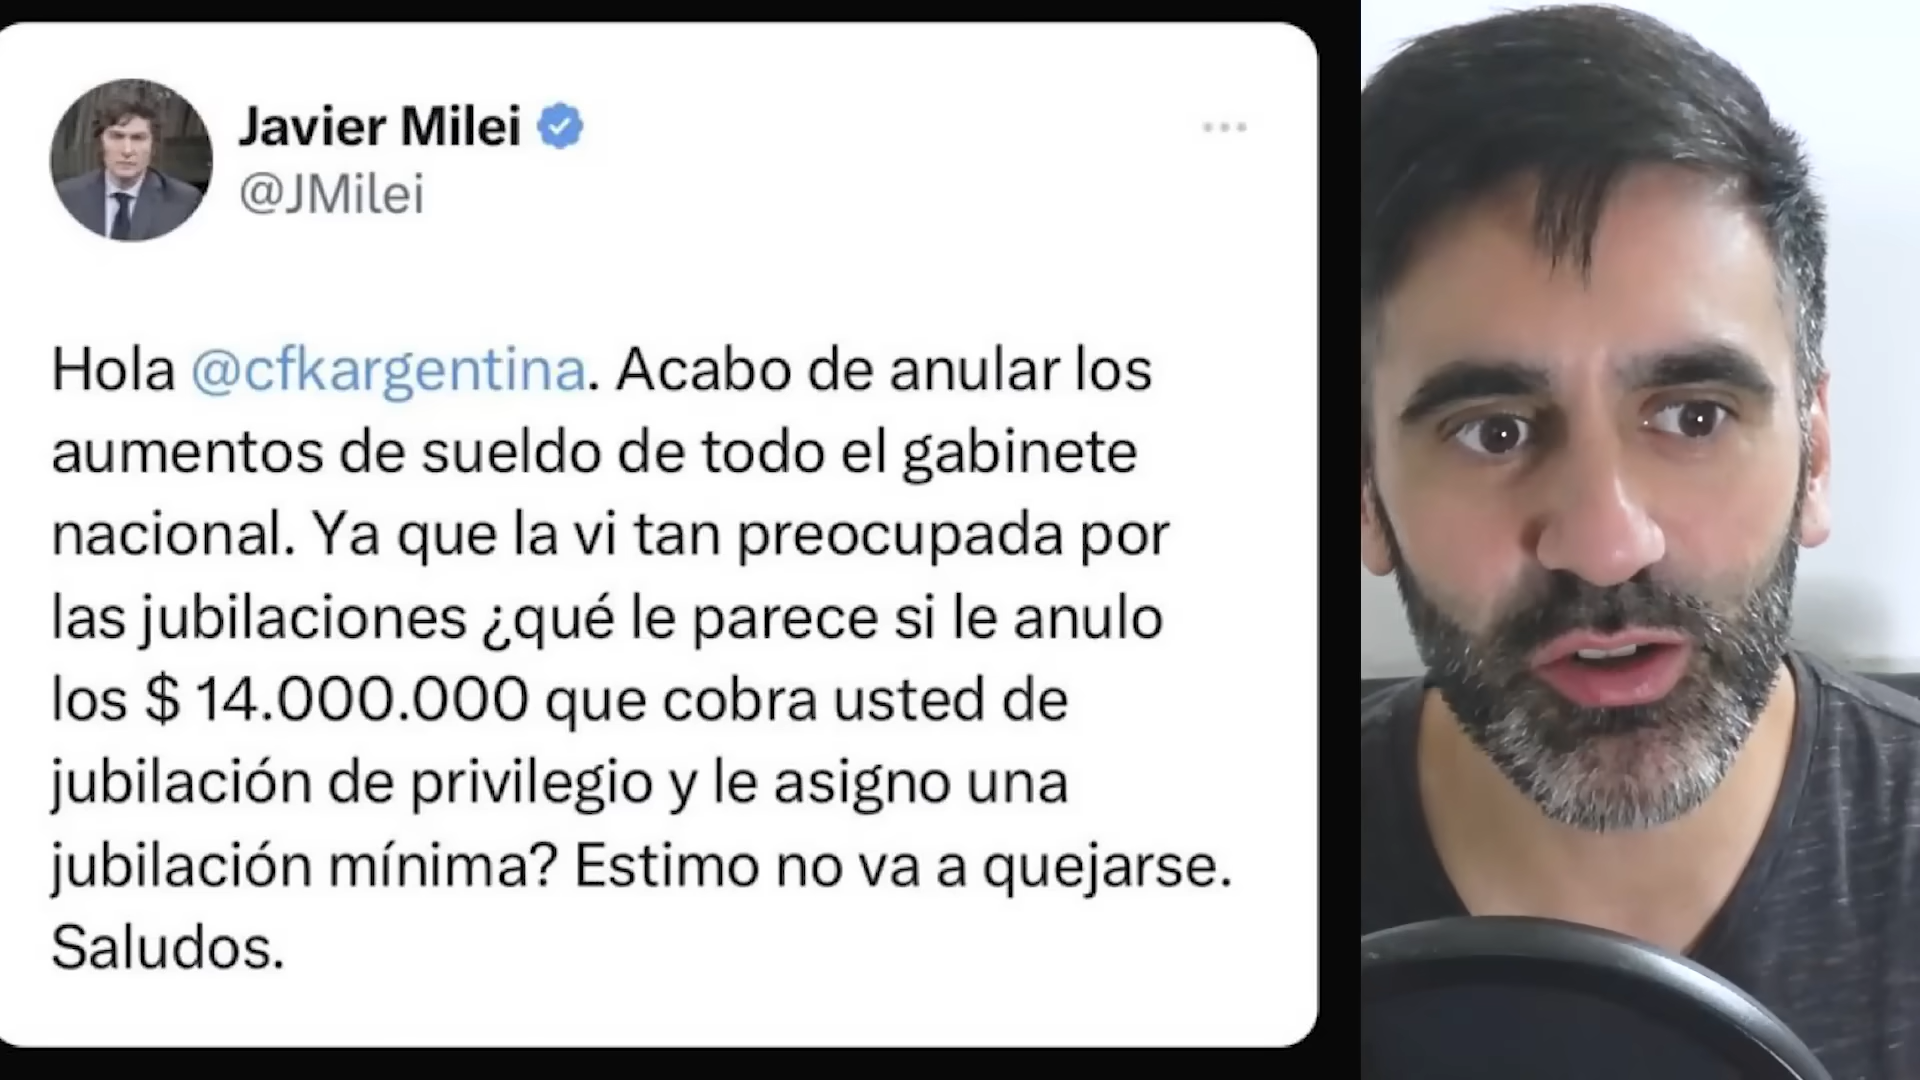 Javier Milei
@JMilei
Hola @cfkargentina. Acabo de anular los
aumentos de sueldo de todo el gabinete
nacional. Ya que la vi tan preocupada por
las jubilaciones ¿qué le parece si le anulo
los $ 14.000.000 que cobra usted de
jubilación de privilegio y le asigno una
jubilación mínima? Estimo no va a quejarse.
Saludos.